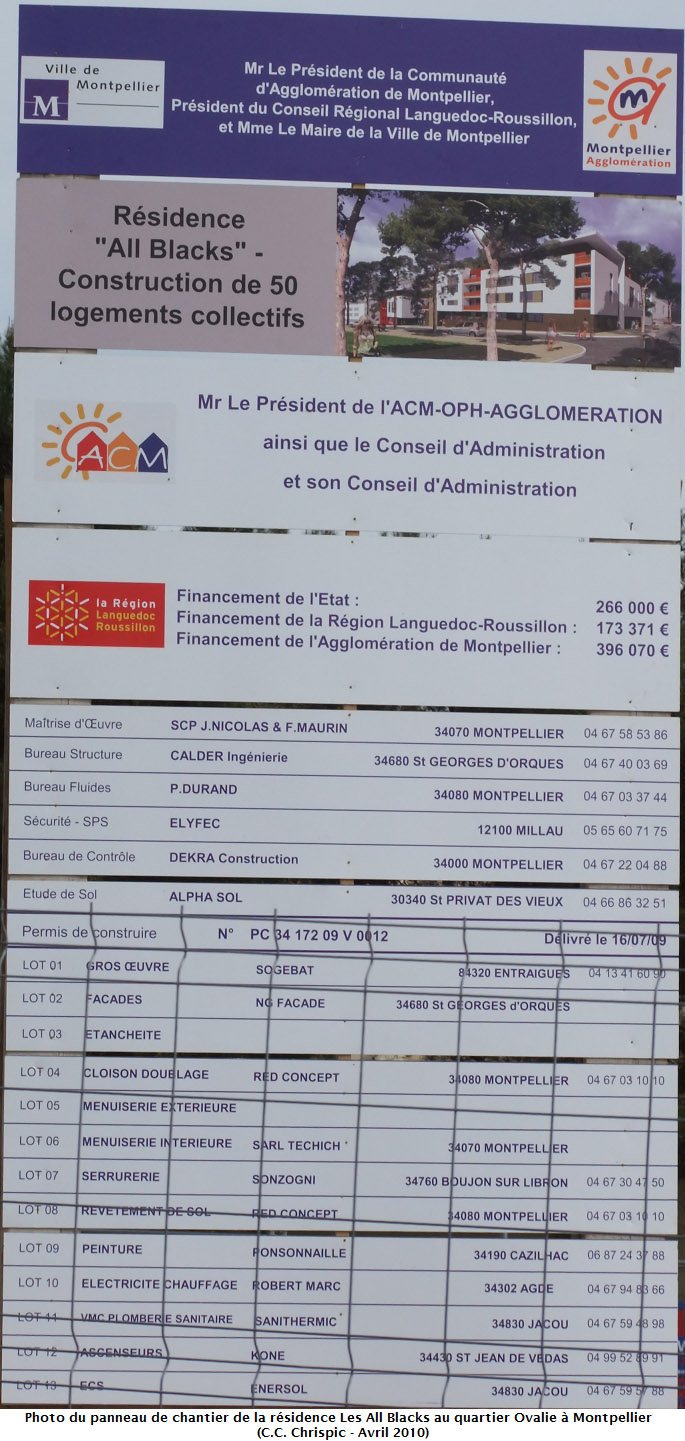 Ville de
Montpellier
M
Mr Le Président de la Communauté
d'Agglomération de Montpellier,
Président du Conseil Régional Languedoc-Roussillon,
et Mme Le Maire de la Ville de Montpellier
m
Montpellier
Agglomération
Résidence
"All Blacks" -
Construction de 50
logements collectifs
ACM
Mr Le Président de l'ACM-OPH-AGGLOMERATION
ainsi que le Conseil d'Administration
et son Conseil d'Administration
la Région
Languedoc
Roussillon
Financement de l'Etat : 266 000 €
Financement de la Région Languedoc-Roussillon : 173 371 €
Financement de l'Agglomération de Montpellier : 396 070 €
Maîtrise d'Œuvre SCP J.NICOLAS & F.MAURIN 34070 MONTPELLIER 04 67 58 53 86
Bureau Structure CALDER Ingénierie 34680 St GEORGES D'ORQUES 04 67 40 03 69
Bureau Fluides P.DURAND 34080 MONTPELLIER 04 67 03 37 44
Sécurité - SPS ELYFEC 12100 MILLAU 05 65 60 71 75
Bureau de Contrôle DEKRA Construction 34000 MONTPELLIER 04 67 22 04 88
Etude de Sol ALPHA SOL 30340 St PRIVAT DES VIEUX 04 66 86 32 51
Permis de construire N° PC 34 172 09 V 0012 Délivré le 16/07/09
LOT 01 GROS ŒUVRE SOGEBAT 84320 ENTRAIGUES 04 13 41 60 90
LOT 02 FACADES NG FACADE 34680 St GEORGES d'ORQUES
LOT 03 ETANCHEITE
LOT 04 CLOISON DOUBLAGE RED CONCEPT 34080 MONTPELLIER 04 67 03 10 10
LOT 05 MENUISERIE EXTERIEURE
LOT 06 MENUISERIE INTERIEURE SARL TECHICH 34070 MONTPELLIER
LOT 07 SERRURERIE SONZOGNI 34760 BOUJON SUR LIBRON 04 67 30 47 50
LOT 08 REVETEMENT DE SOL RED CONCEPT 34080 MONTPELLIER 04 67 03 10 10
LOT 09 PEINTURE PONSONNAILLE 34190 CAZILHAC 06 87 24 37 88
LOT 10 ELECTRICITE CHAUFFAGE ROBERT MARC 34302 AGDE 04 67 94 83 66
LOT 11 VMC PLOMBERIE SANITAIRE SANITHERMIC 34830 JACOU 04 67 59 48 98
LOT 12 ASCENSEURS KONE 34430 ST JEAN DE VEDAS 04 99 52 89 91
LOT 13 ECS ENERSOL 34830 JACOU 04 67 59 57 88
Photo du panneau de chantier de la résidence Les All Blacks au quartier Ovalie à Montpellier
(C.C. Chrispic - Avril 2010)